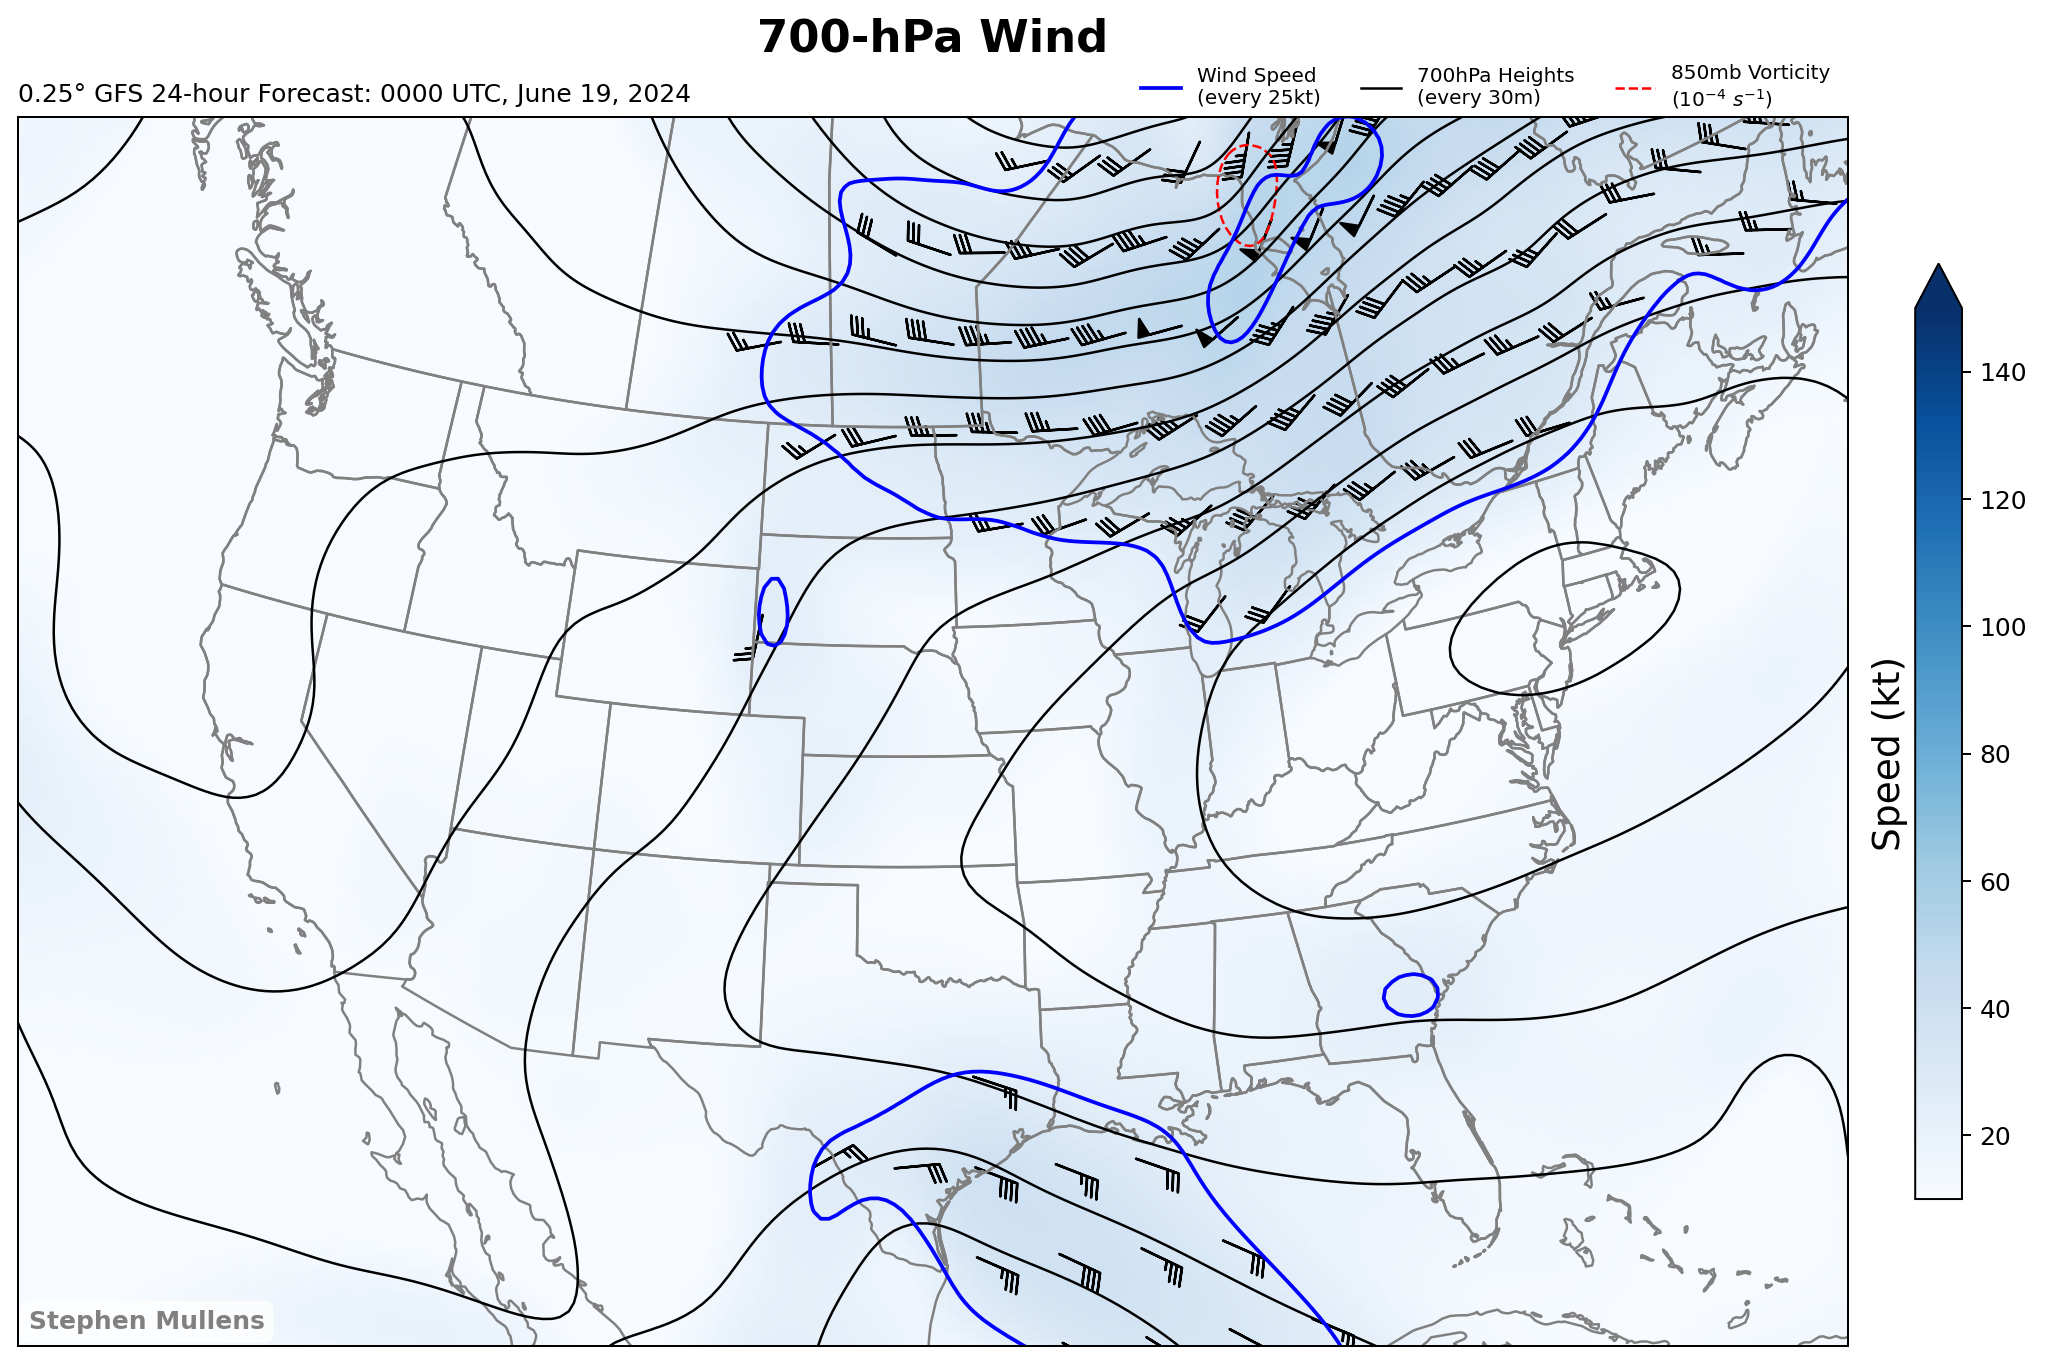 700-hPa Wind
0.25° GFS 24-hour Forecast: 0000 UTC, June 19, 2024
Wind Speed
(every 25kt)
700hPa Heights
(every 30m)
850mb Vorticity
(10⁻⁴ s⁻¹)
140
120
100
80
60
40
20
Speed (kt)
Stephen Mullens